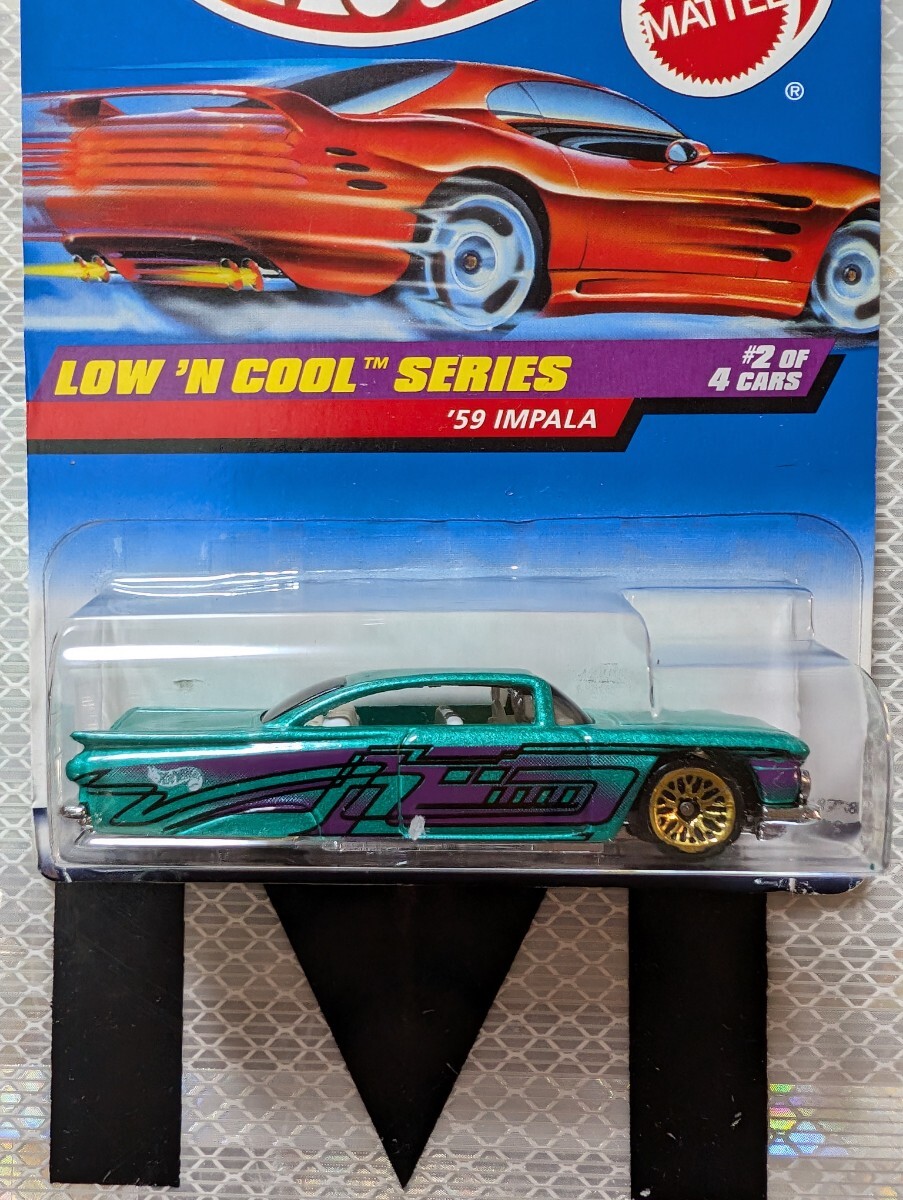 MATTEL
®
LOW 'N COOL™ SERIES
#2 OF
4 CARS
'59 IMPALA